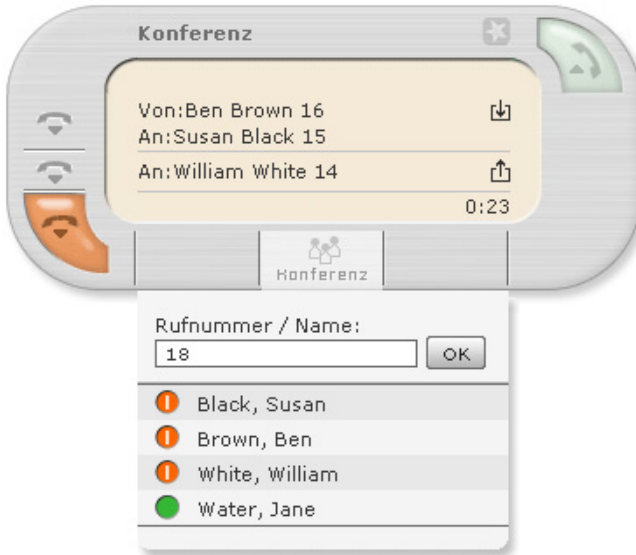 Konferenz
Von:Ben Brown 16
An:Susan Black 15
An:William White 14
0:23
Konferenz
Rufnummer / Name:
18
OK
Black, Susan
Brown, Ben
White, William
Water, Jane